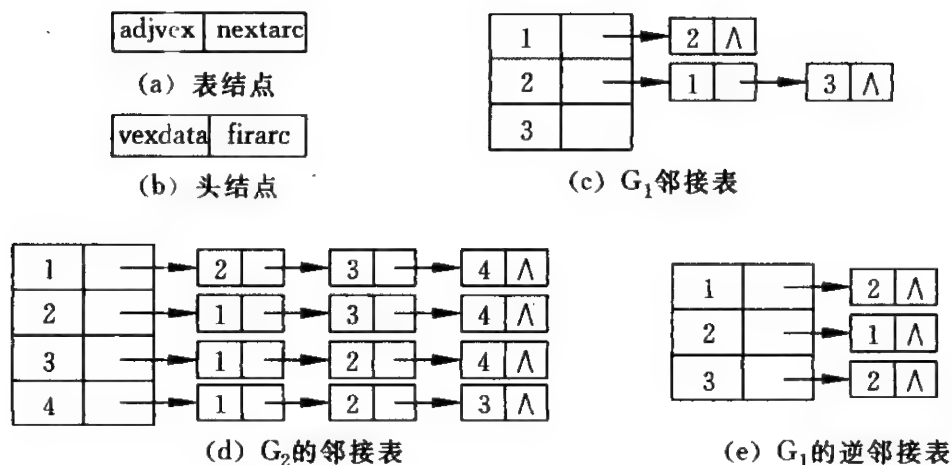 adjvex nextarc
(a) 表结点
vexdata firarc
(b) 头结点
1 2 Λ
2 1 3 Λ
3
(c) G₁邻接表
1 2 3 4 Λ
2 1 3 4 Λ
3 1 2 4 Λ
4 1 2 3 Λ
(d) G₂的邻接表
1 2 Λ
2 1 Λ
3 2 Λ
(e) G₁的逆邻接表